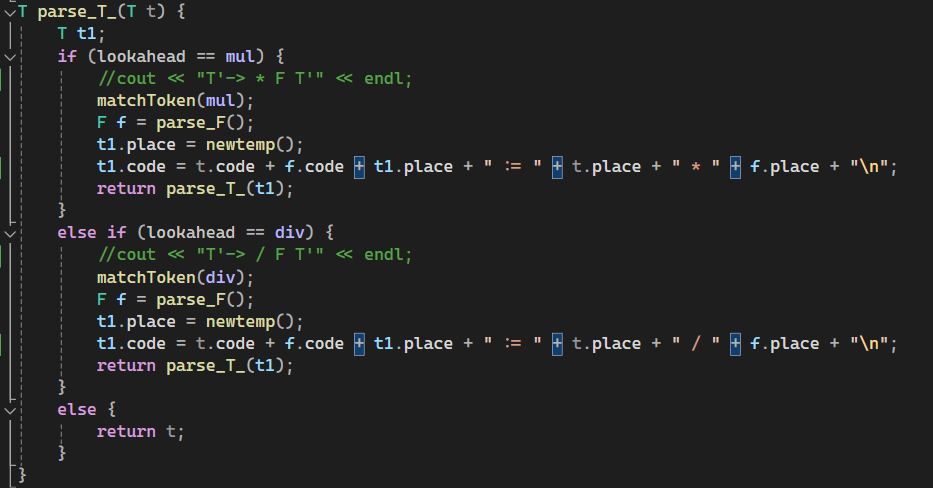 T parse_T_(T t) {
    T t1;
    if (lookahead == mul) {
        //cout << "T'-> * F T'" << endl;
        matchToken(mul);
        F f = parse_F();
        t1.place = newtemp();
        t1.code = t.code + f.code + t1.place + " := " + t.place + " * " + f.place + "\n";
        return parse_T_(t1);
    }
    else if (lookahead == div) {
        //cout << "T'-> / F T'" << endl;
        matchToken(div);
        F f = parse_F();
        t1.place = newtemp();
        t1.code = t.code + f.code + t1.place + " := " + t.place + " / " + f.place + "\n";
        return parse_T_(t1);
    }
    else {
        return t;
    }
}